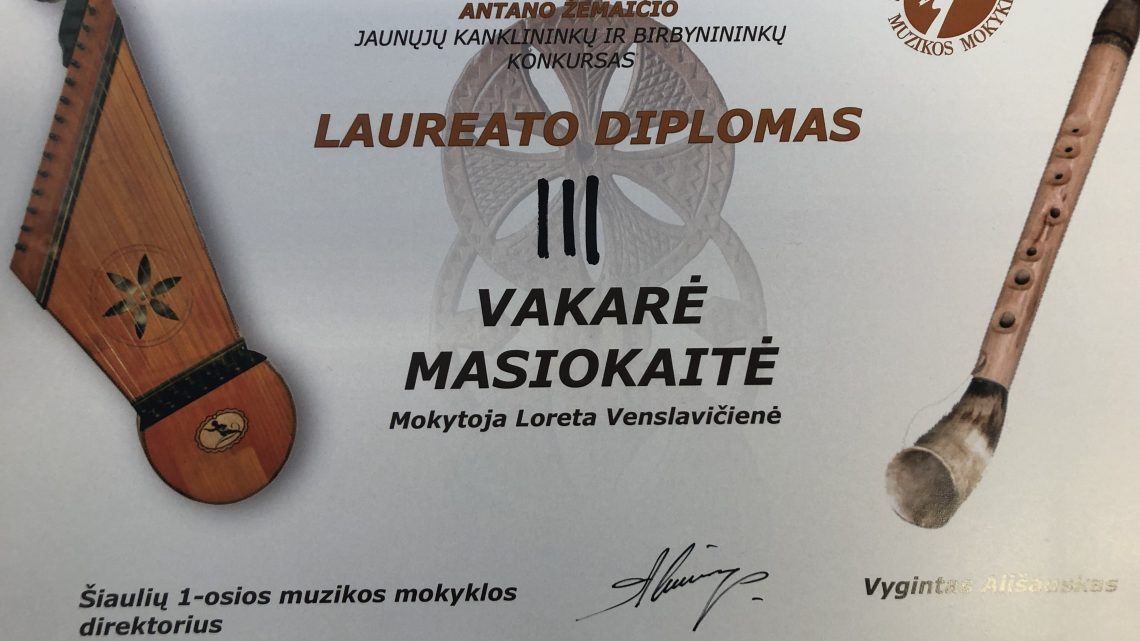 ANTANO ŽEMAIČIO
JAUNŲJŲ KANKLININKŲ IR BIRBYNININKŲ
KONKURSAS
MUZIKOS
LAUREATO DIPLOMAS
III
VAKARĖ
MASIOKAITĖ
Mokytoja Loreta Venslavičienė
Šiaulių 1-osios muzikos mokyklos
direktorius
Vygintas Ališauskas